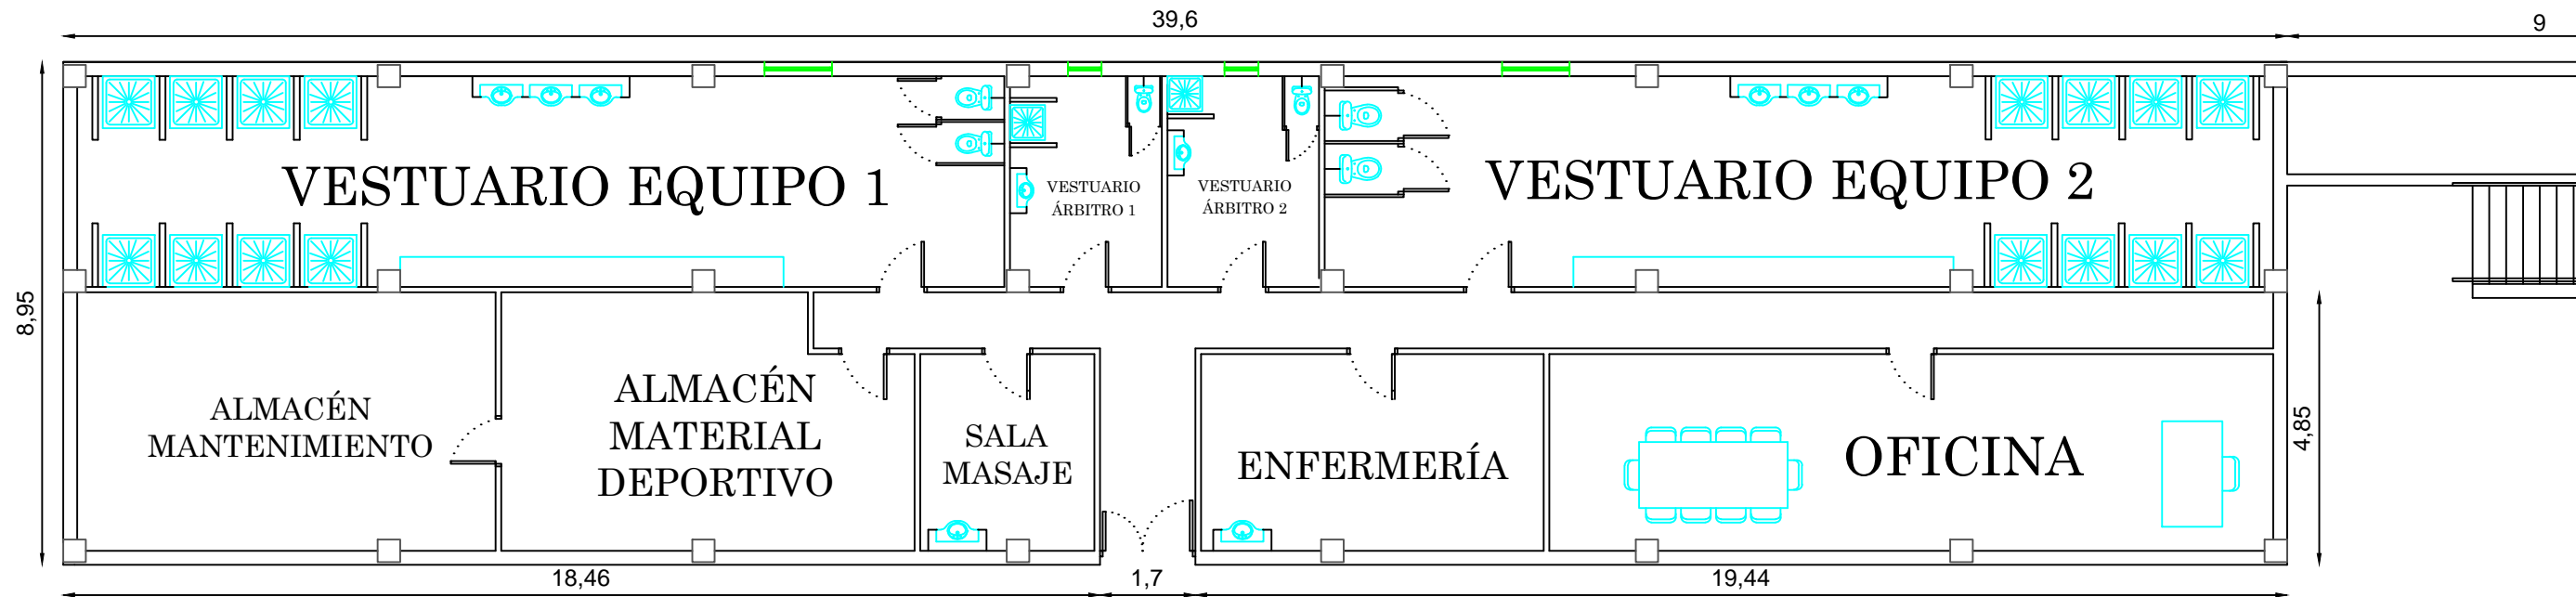 39,6
9
VESTUARIO EQUIPO 1
VESTUARIO
ÁRBITRO 1
VESTUARIO
ÁRBITRO 2
VESTUARIO EQUIPO 2
8,95
ALMACÉN
MANTENIMIENTO
ALMACÉN
MATERIAL
DEPORTIVO
SALA
MASAJE
ENFERMERÍA
OFICINA
4,85
18,46
1,7
19,44